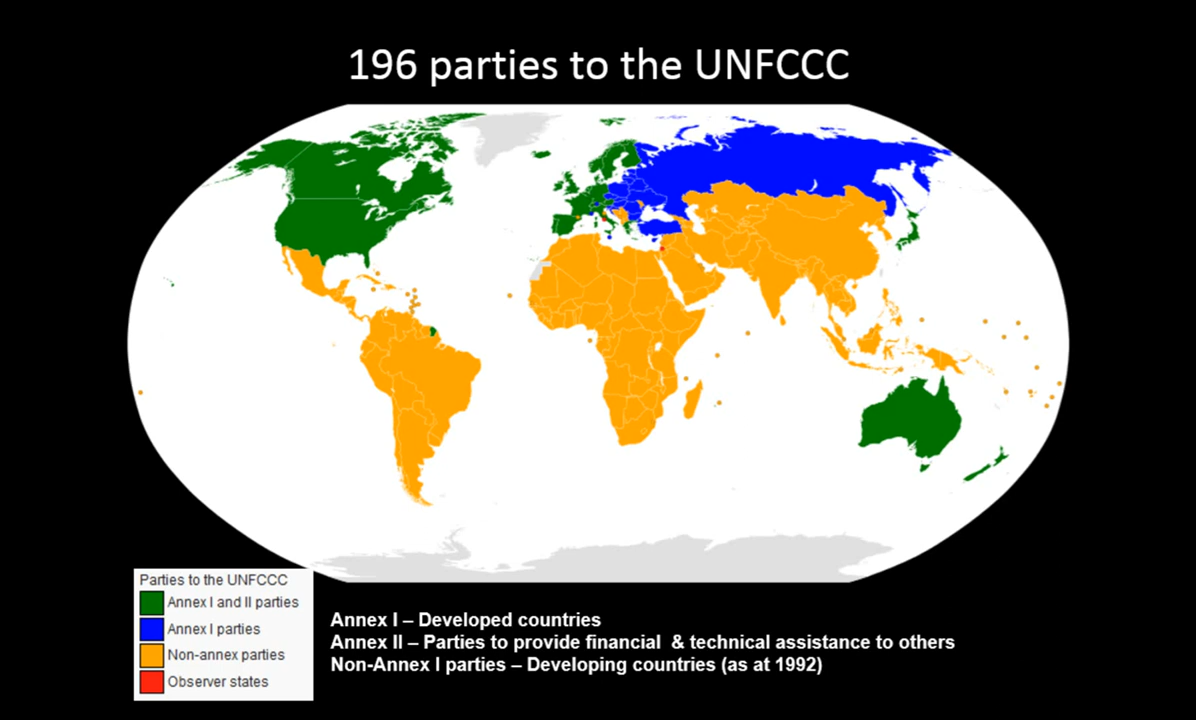 196 parties to the UNFCCC
Parties to the UNFCCC
Annex I and II parties
Annex I parties
Non-annex parties
Observer states
Annex I – Developed countries
Annex II – Parties to provide financial & technical assistance to others
Non-Annex I parties – Developing countries (as at 1992)